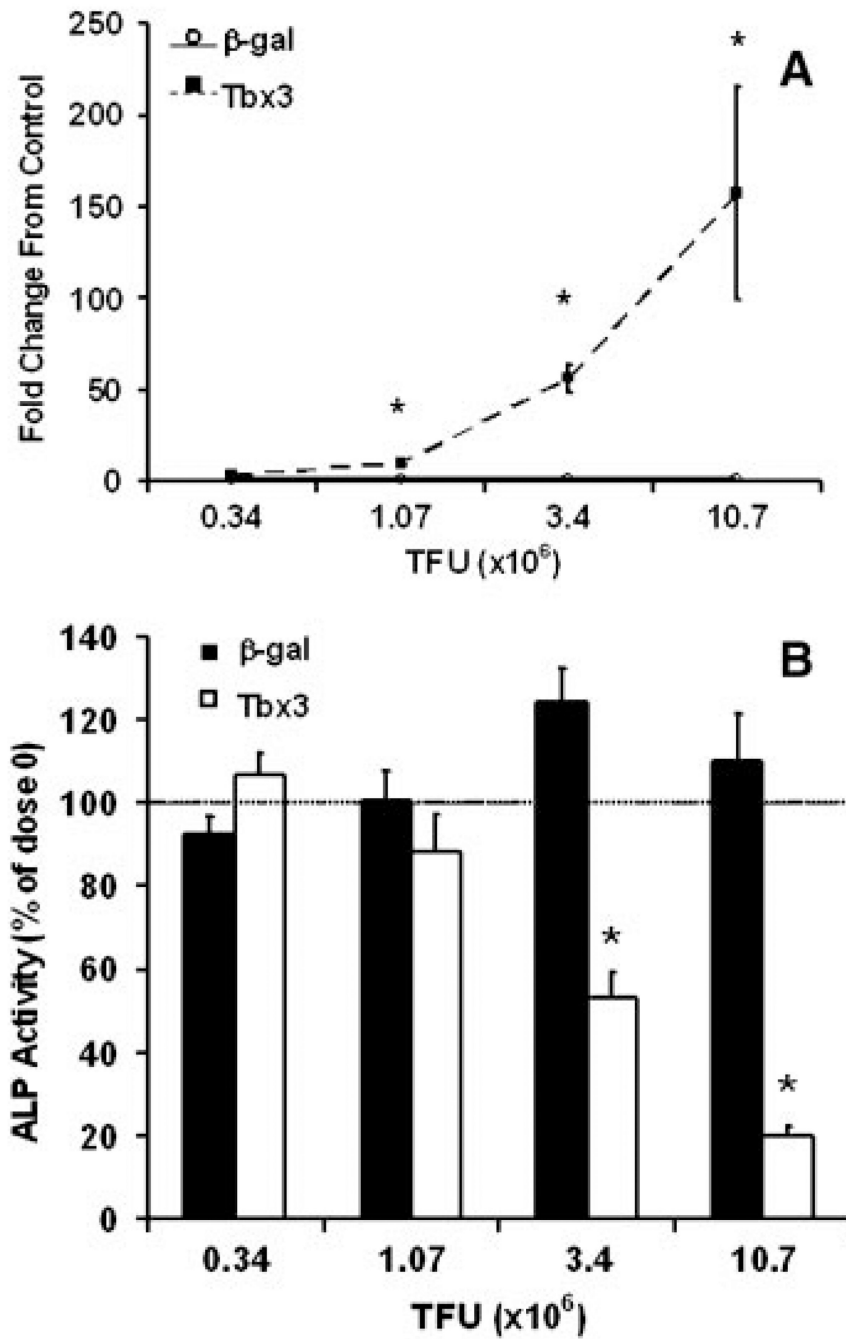 250
200
150
100
50
0
Fold Change From Control
β-gal
Tbx3
A
*
*
*
0.34 1.07 3.4 10.7
TFU (x10⁶)
140
120
100
80
60
40
20
0
ALP Activity (% of dose 0)
β-gal
Tbx3
B
*
*
0.34 1.07 3.4 10.7
TFU (x10⁶)